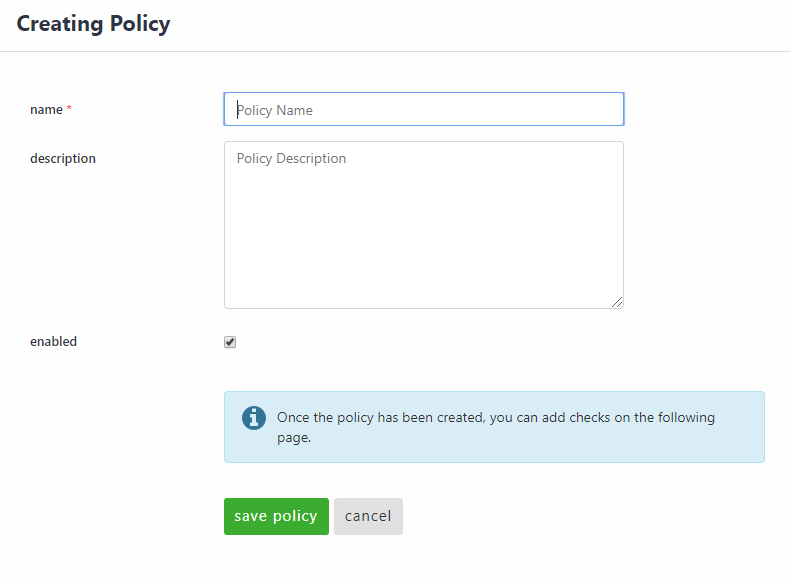 Creating Policy
name *
Policy Name
description
Policy Description
enabled
Once the policy has been created, you can add checks on the following
page.
save policy
cancel